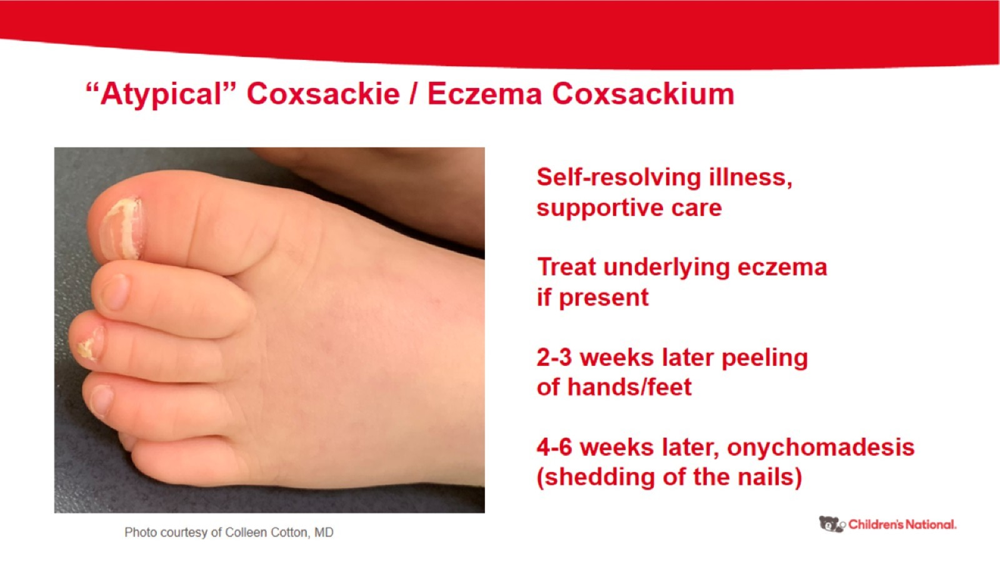 “Atypical” Coxsackie / Eczema Coxsackium
Self-resolving illness,
supportive care
Treat underlying eczema
if present
2-3 weeks later peeling
of hands/feet
4-6 weeks later, onychomadesis
(shedding of the nails)
Photo courtesy of Colleen Cotton, MD
Children's National.